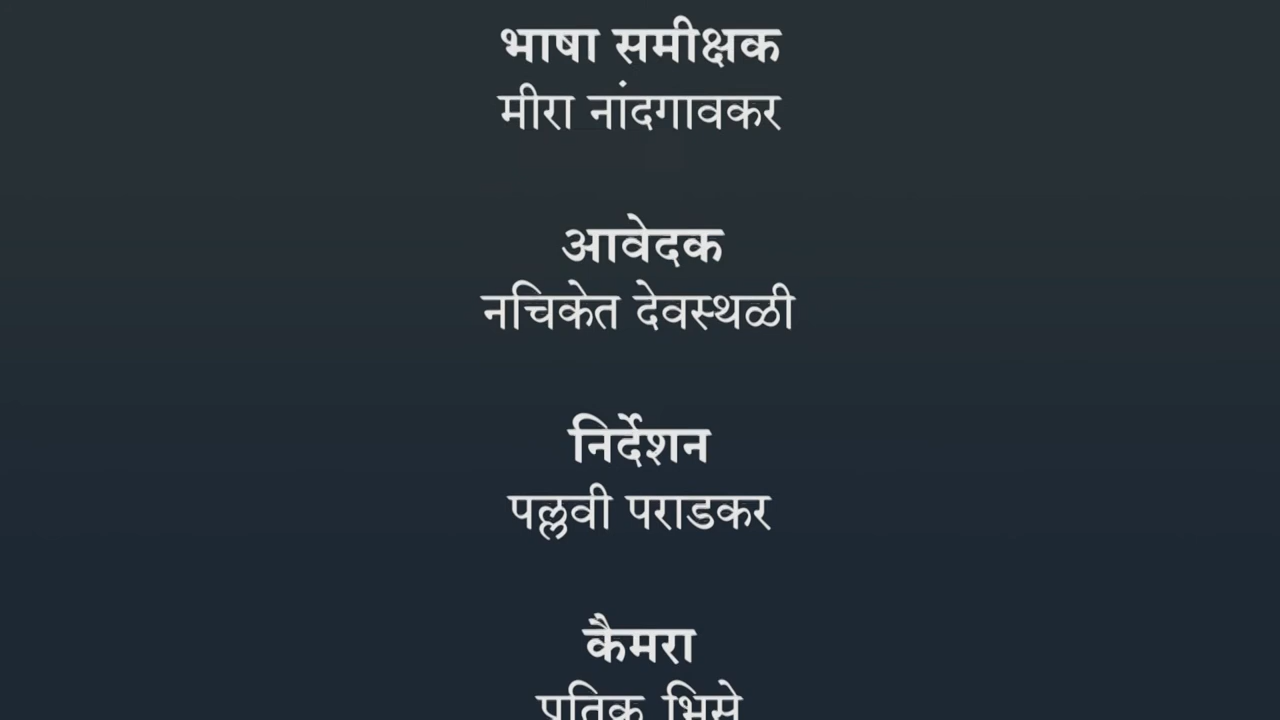 भाषा समीक्षक
मीरा नांदगावकर
आवेदक
नचिकेत देवस्थळी
निर्देशन
पल्लवी पराडकर
कैमरा
भिसे